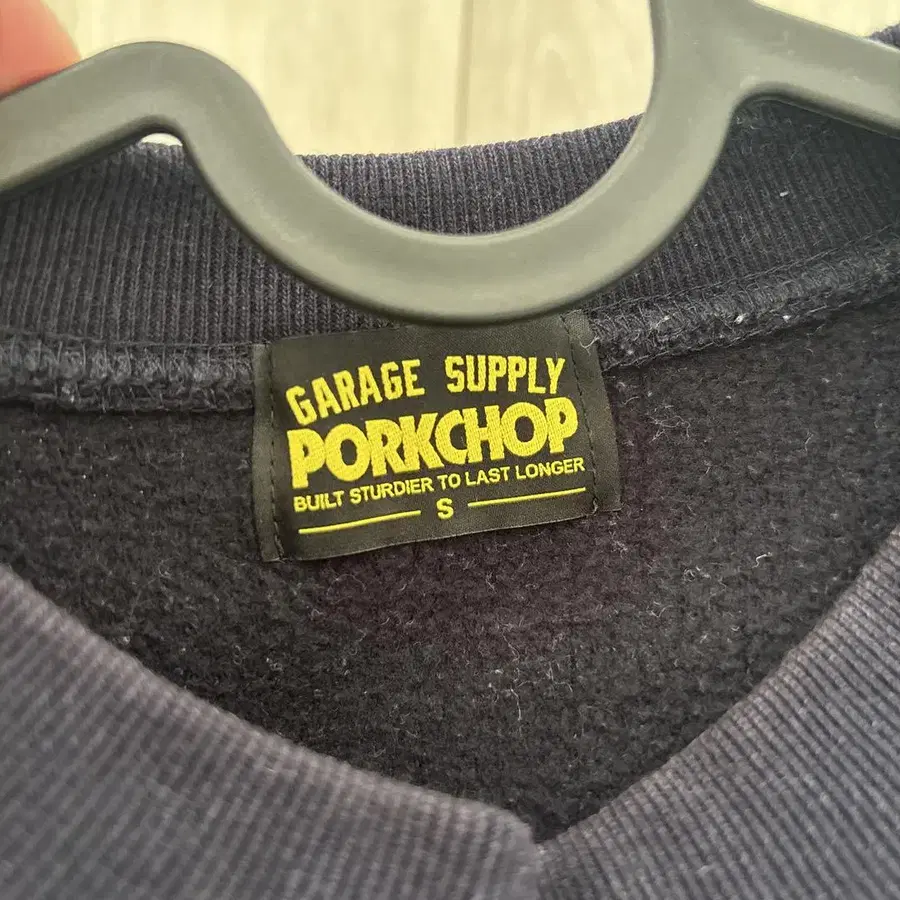 GARAGE SUPPLY
PORKCHOP
BUILT STURDIER TO LAST LONGER
S